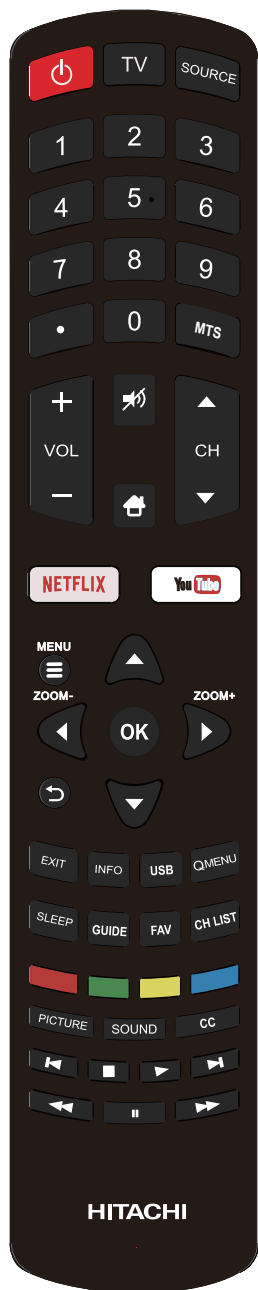 TV SOURCE
1 2 3
4 5 6
7 8 9
0 MTS
+
VOL CH
−
NETFLIX YouTube
MENU
ZOOM- ZOOM+
OK
EXIT INFO USB QMENU
SLEEP GUIDE FAV CH LIST
PICTURE SOUND CC
HITACHI